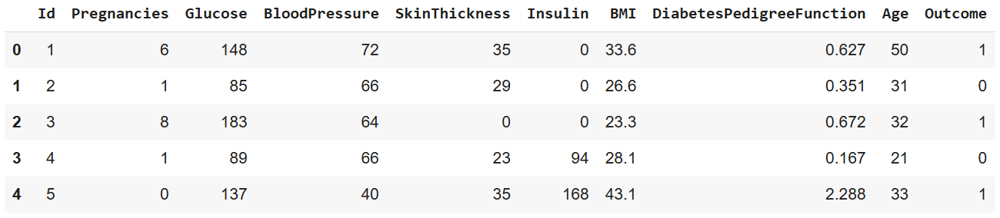 Id Pregnancies Glucose BloodPressure SkinThickness Insulin BMI DiabetesPedigreeFunction Age Outcome
0 1 6 148 72 35 0 33.6 0.627 50 1
1 2 1 85 66 29 0 26.6 0.351 31 0
2 3 8 183 64 0 0 23.3 0.672 32 1
3 4 1 89 66 23 94 28.1 0.167 21 0
4 5 0 137 40 35 168 43.1 2.288 33 1